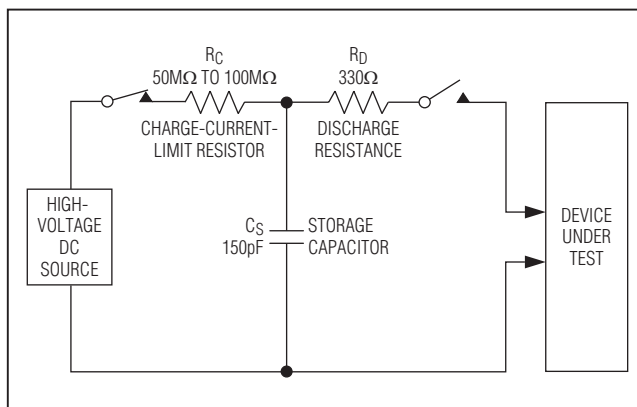 RC
50MΩ TO 100MΩ
CHARGE-CURRENT-
LIMIT RESISTOR
RD
330Ω
DISCHARGE
RESISTANCE
HIGH-
VOLTAGE
DC
SOURCE
CS
150pF
STORAGE
CAPACITOR
DEVICE
UNDER
TEST